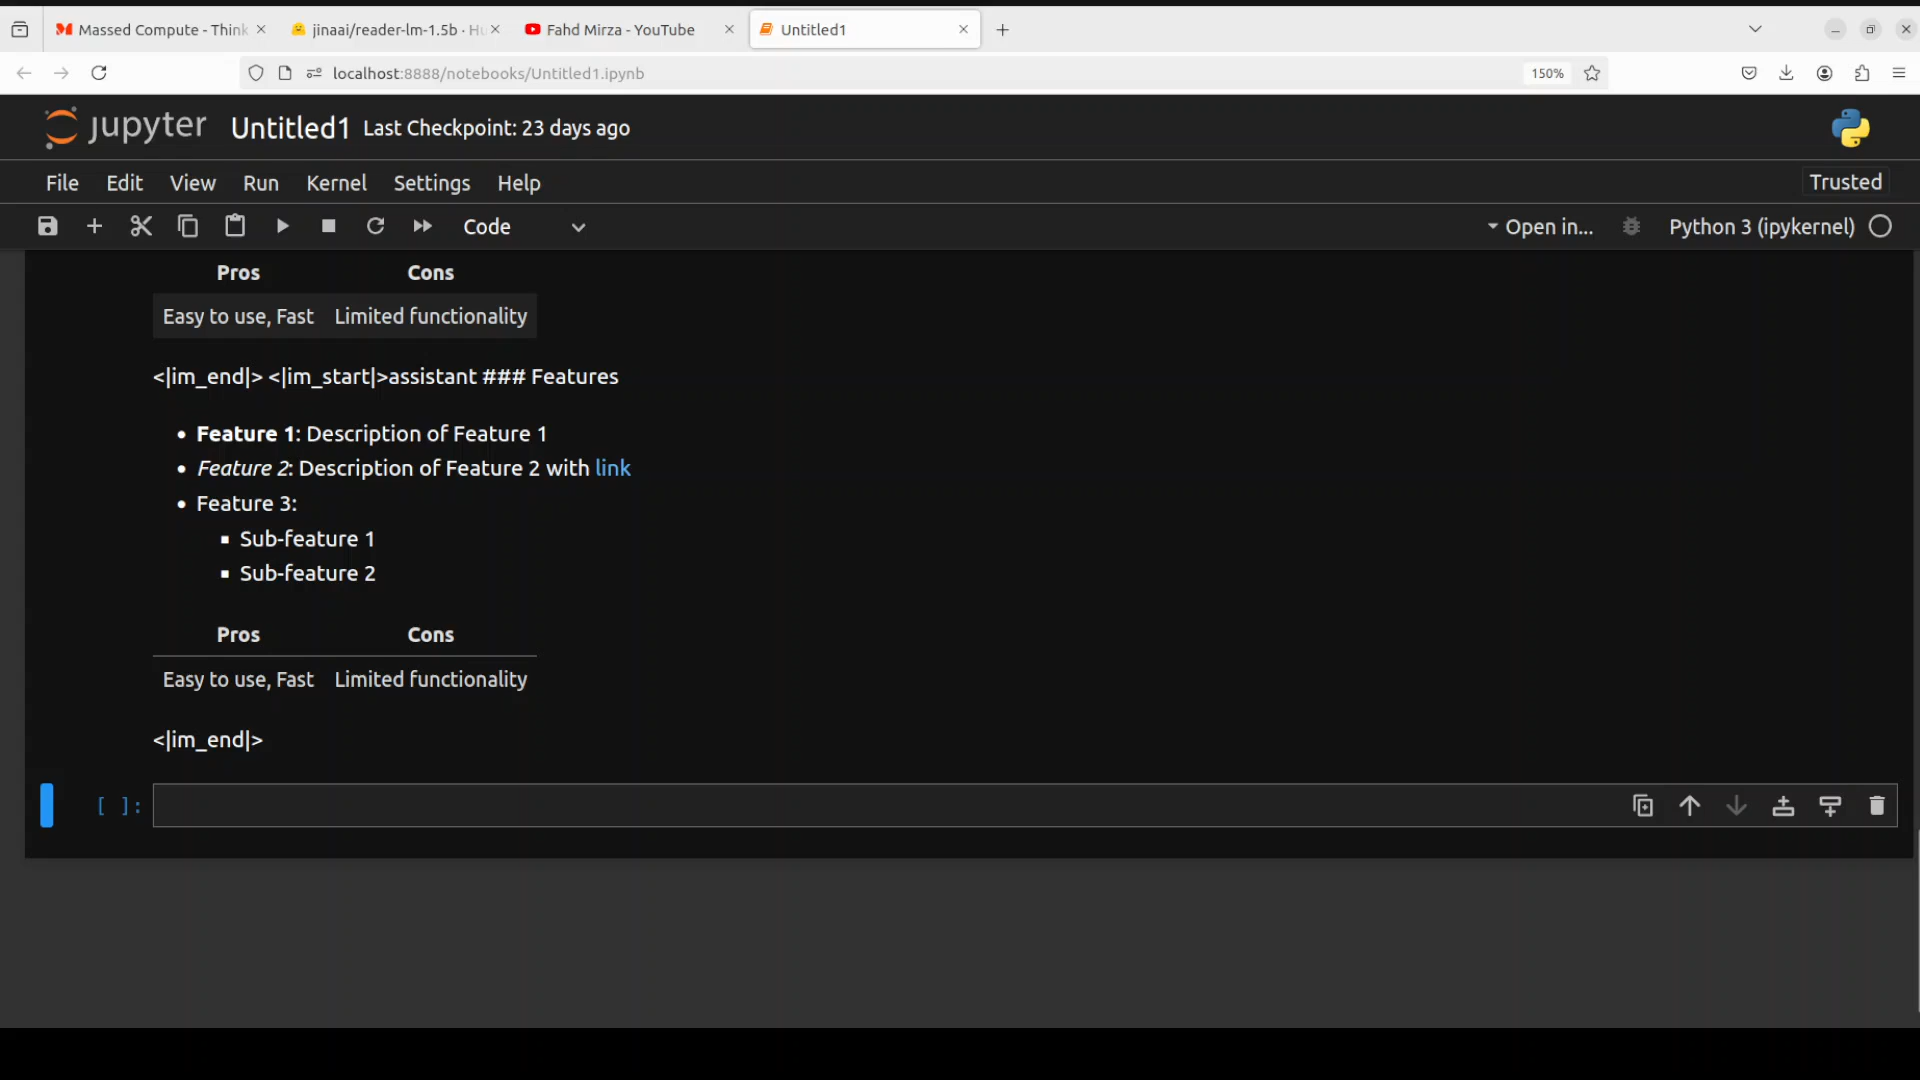 Massed Compute - Think
jinaai/reader-lm-1.5b · Hu
Fahd Mirza - YouTube
Untitled1
localhost:8888/notebooks/Untitled1.ipynb
150%
jupyter Untitled1 Last Checkpoint: 23 days ago
File Edit View Run Kernel Settings Help
Trusted
Code
Open in...
Python 3 (ipykernel)
Pros Cons
Easy to use, Fast Limited functionality
<|im_end|> <|im_start|>assistant ### Features
• Feature 1: Description of Feature 1
• Feature 2: Description of Feature 2 with link
• Feature 3:
▪ Sub-feature 1
▪ Sub-feature 2
Pros Cons
Easy to use, Fast Limited functionality
<|im_end|>
[ ]: